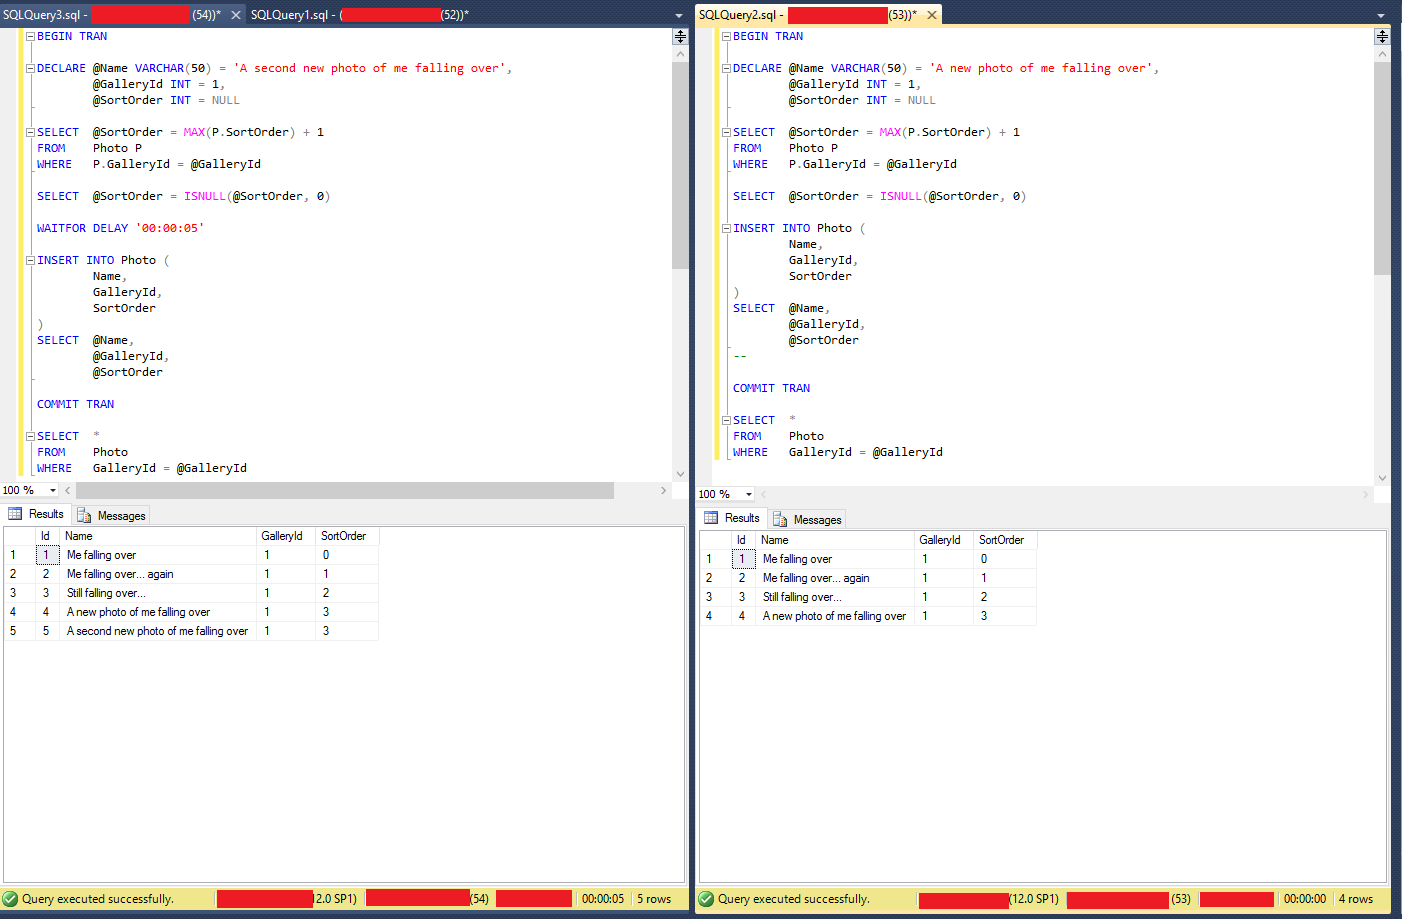 SQLQuery3.sql - (54))* SQLQuery1.sql - ( (52))*
BEGIN TRAN
DECLARE @Name VARCHAR(50) = 'A second new photo of me falling over',
@GalleryId INT = 1,
@SortOrder INT = NULL
SELECT @SortOrder = MAX(P.SortOrder) + 1
FROM Photo P
WHERE P.GalleryId = @GalleryId
SELECT @SortOrder = ISNULL(@SortOrder, 0)
WAITFOR DELAY '00:00:05'
INSERT INTO Photo (
Name,
GalleryId,
SortOrder
)
SELECT @Name,
@GalleryId,
@SortOrder
COMMIT TRAN
SELECT *
FROM Photo
WHERE GalleryId = @GalleryId
100 %
Results Messages
Id Name GalleryId SortOrder
1 1 Me falling over 1 0
2 2 Me falling over... again 1 1
3 3 Still falling over... 1 2
4 4 A new photo of me falling over 1 3
5 5 A second new photo of me falling over 1 3
Query executed successfully. 12.0 SP1) (54) 00:00:05 5 rows
SQLQuery2.sql - (53))*
BEGIN TRAN
DECLARE @Name VARCHAR(50) = 'A new photo of me falling over',
@GalleryId INT = 1,
@SortOrder INT = NULL
SELECT @SortOrder = MAX(P.SortOrder) + 1
FROM Photo P
WHERE P.GalleryId = @GalleryId
SELECT @SortOrder = ISNULL(@SortOrder, 0)
INSERT INTO Photo (
Name,
GalleryId,
SortOrder
)
SELECT @Name,
@GalleryId,
@SortOrder
--
COMMIT TRAN
SELECT *
FROM Photo
WHERE GalleryId = @GalleryId
100 %
Results Messages
Id Name GalleryId SortOrder
1 1 Me falling over 1 0
2 2 Me falling over... again 1 1
3 3 Still falling over... 1 2
4 4 A new photo of me falling over 1 3
Query executed successfully. (12.0 SP1) (53) 00:00:00 4 rows